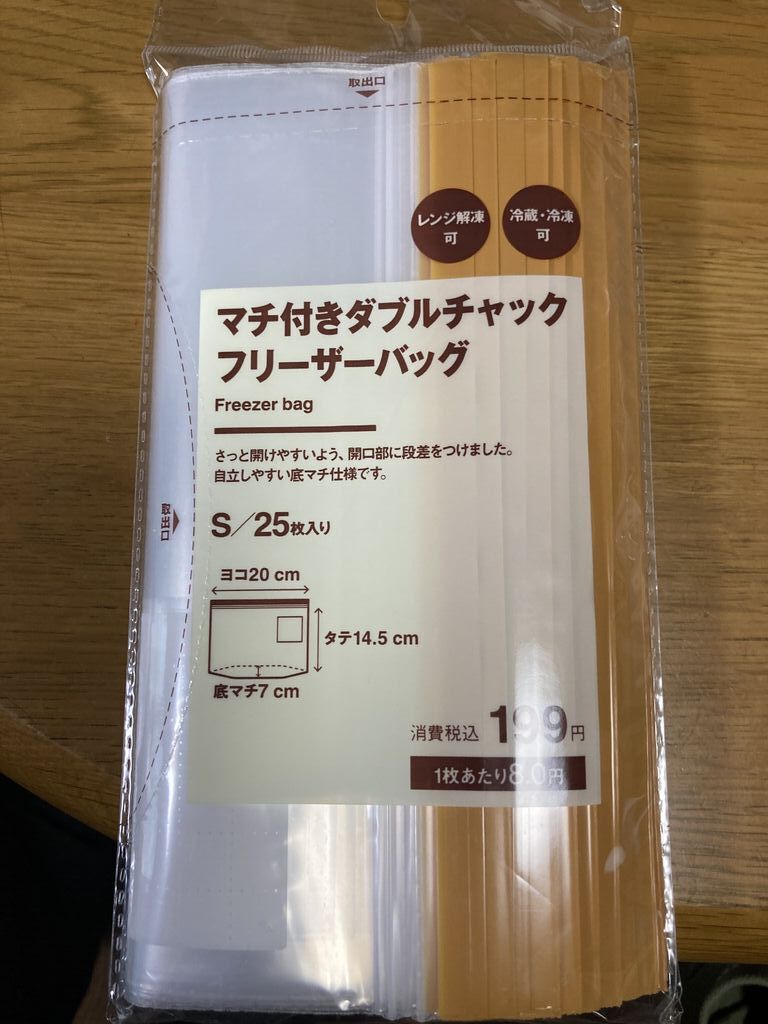 取出口
レンジ解凍
可
冷蔵・冷凍
可
マチ付きダブルチャック
フリーザーバッグ
Freezer bag
さっと開けやすいよう、開口部に段差をつけました。
自立しやすい底マチ仕様です。
取出口
S/25枚入り
ヨコ20 cm
タテ14.5 cm
底マチ7 cm
消費税込 199円
1枚あたり8.0円